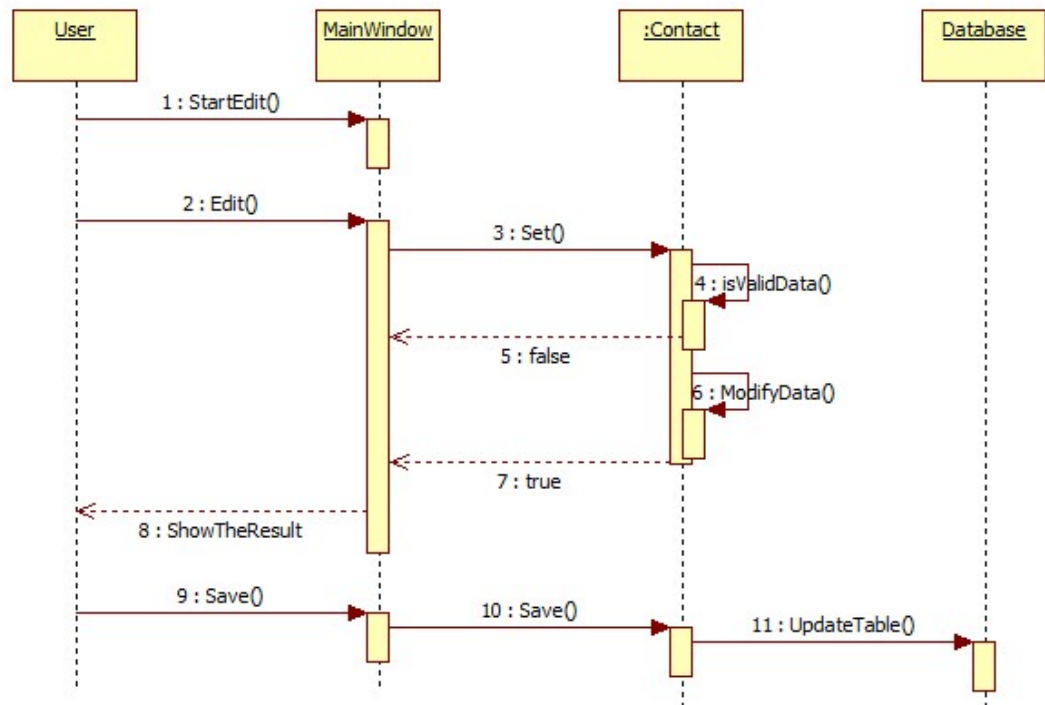 User
MainWindow
:Contact
Database
1 : StartEdit()
2 : Edit()
3 : Set()
4 : isValidData()
5 : false
6 : ModifyData()
7 : true
8 : ShowTheResult
9 : Save()
10 : Save()
11 : UpdateTable()